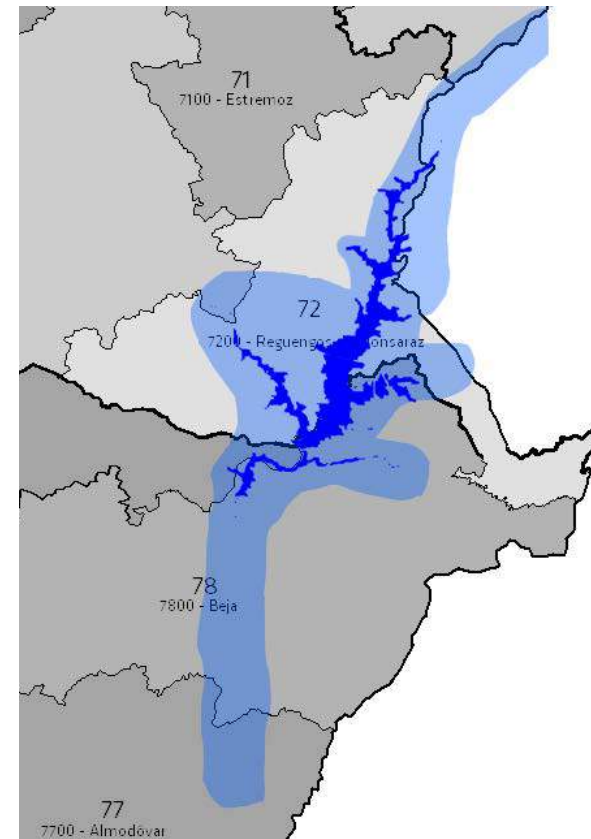 71
7100 - Estremoz
72
7200 - Reguengos onsaraz
78
7800 - Beja
77
7700 - Almodôvar